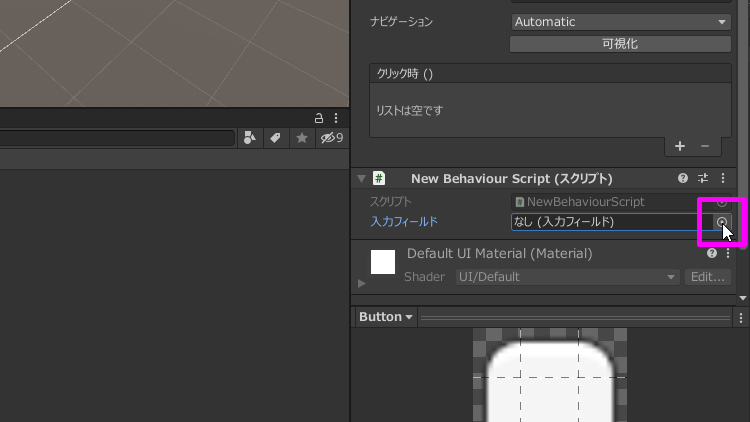 ナビゲーション Automatic
可視化
クリック時 ()
リストは空です
9
New Behaviour Script (スクリプト)
スクリプト NewBehaviourScript
入力フィールド なし (入力フィールド)
Default UI Material (Material)
Shader UI/Default Edit...
Button